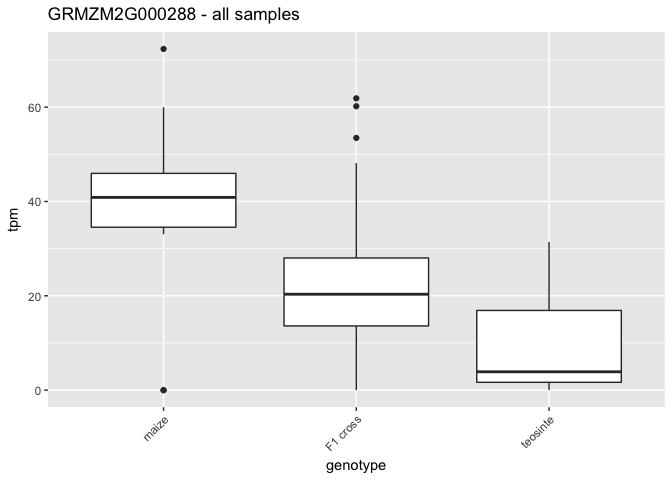 GRMZM2G000288 - all samples
60
40
20
0
tpm
maize
F1 cross
teosinte
genotype